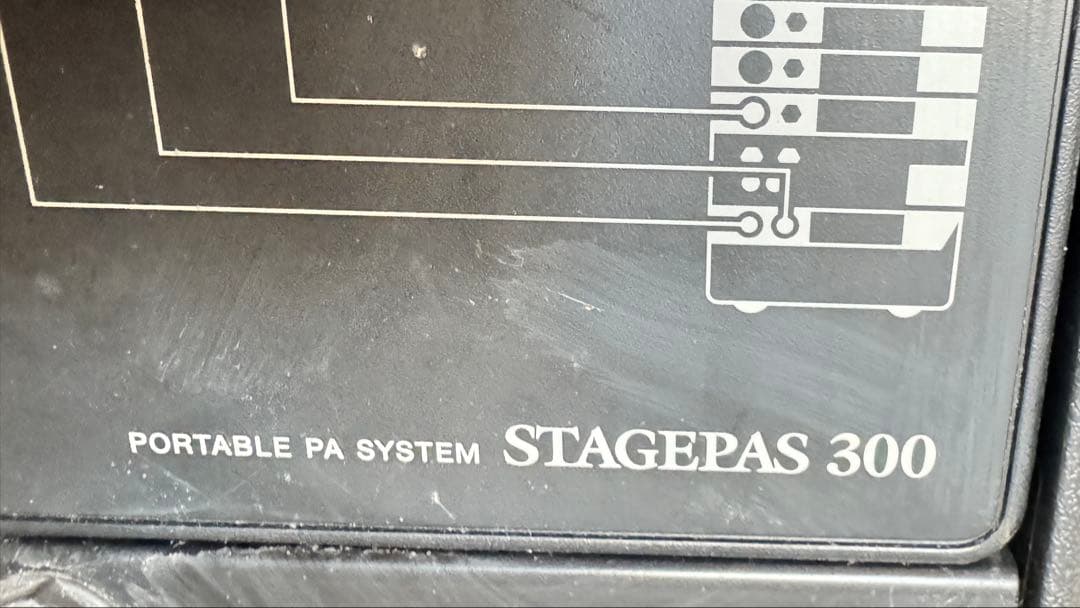 PORTABLE PA SYSTEM STAGEPAS 300